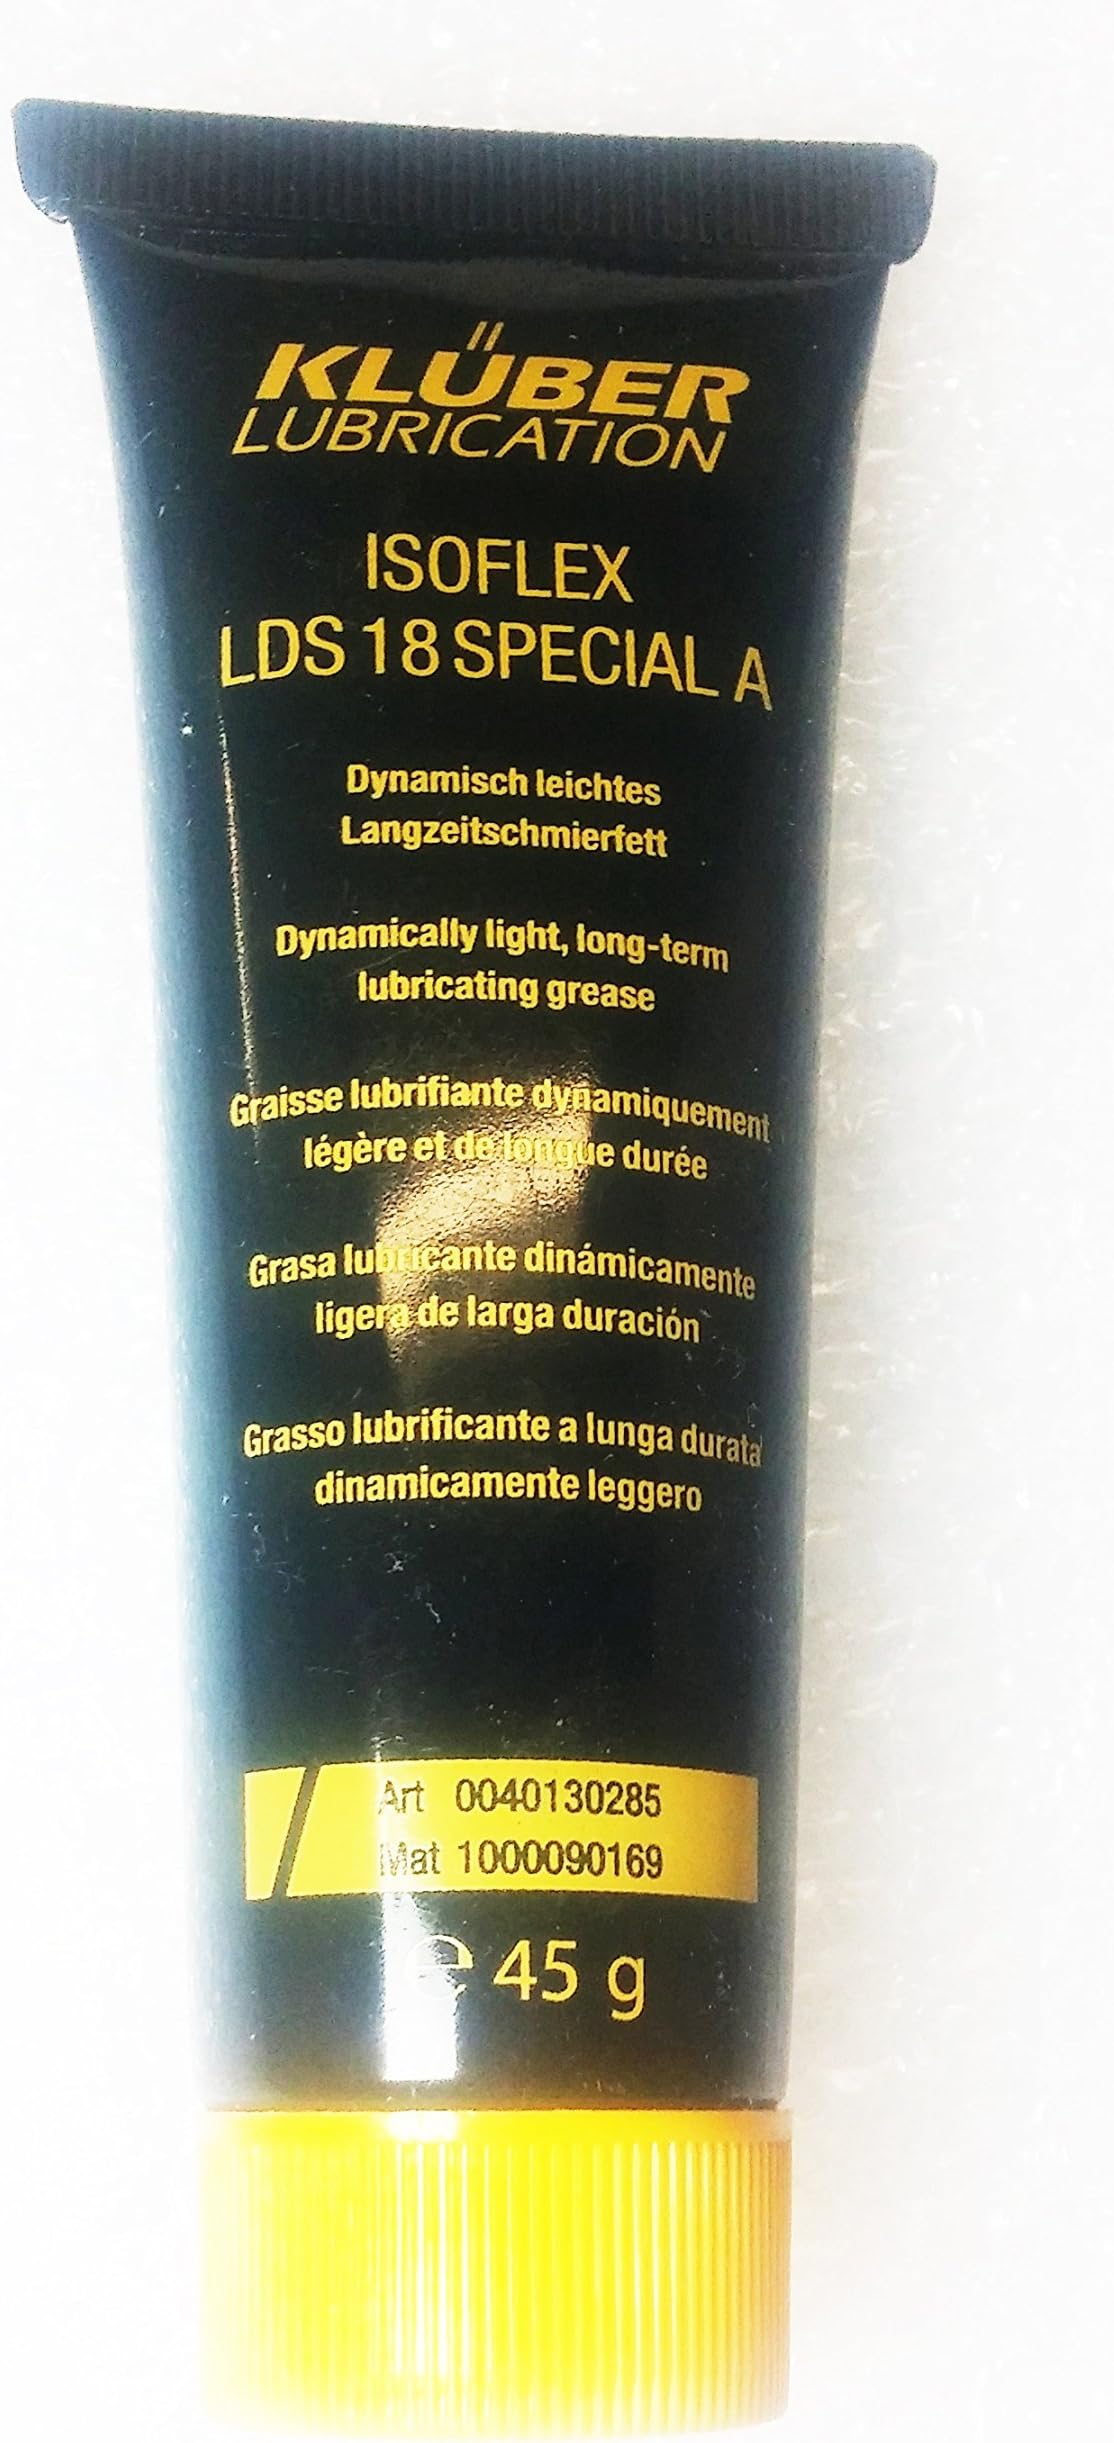 KLÜBER
LUBRICATION
ISOFLEX
LDS 18 SPECIAL A
Dynamisch leichtes
Langzeitschmierfett
Dynamically light, long-term
lubricating grease
Graisse lubrifiante dynamiquement
légère et de longue durée
Grasa lubricante dinámicamente
ligera de larga duración
Grasso lubrificante a lunga durata
dinamicamente leggero
Art 0040130285
Mat 1000090169
℮ 45 g